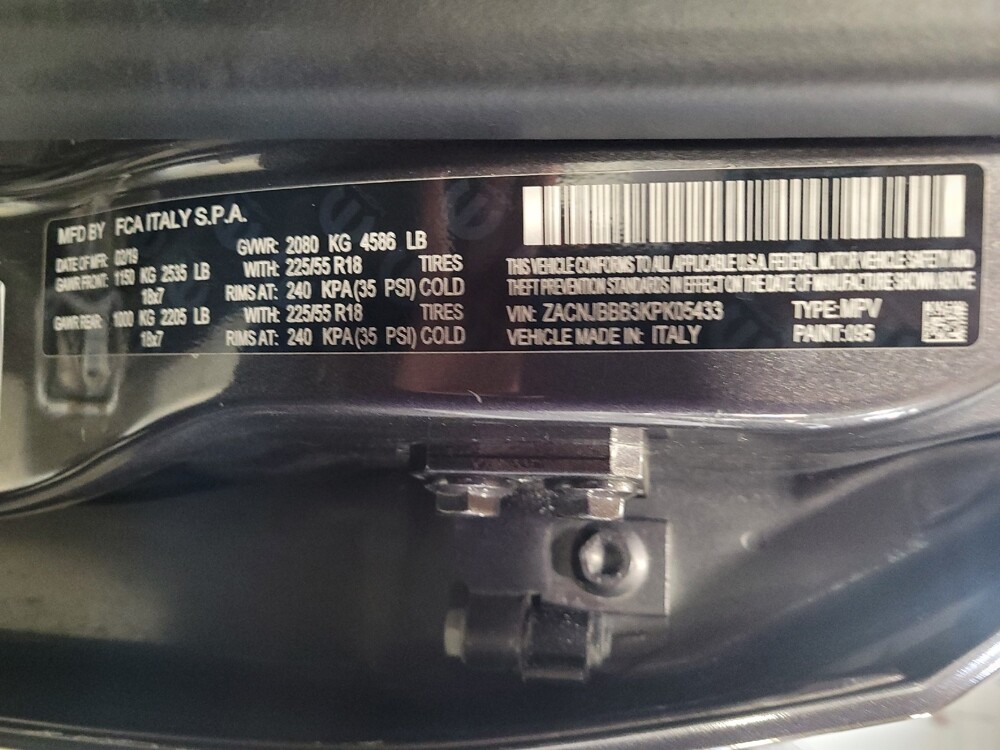 MFD BY FCA ITALY S.P.A.
DATE OF MFR: 02/19 GVWR: 2080 KG 4586 LB
GAWR FRONT: 1150 KG 2535 LB WITH: 225/55 R18 TIRES
18x7 RIMS AT: 240 KPA(35 PSI) COLD
GAWR REAR: 1000 KG 2205 LB WITH: 225/55 R18 TIRES
18x7 RIMS AT: 240 KPA(35 PSI) COLD
THIS VEHICLE CONFORMS TO ALL APPLICABLE U.S.A. FEDERAL MOTOR VEHICLE SAFETY AND
THEFT PREVENTION STANDARDS IN EFFECT ON THE DATE OF MANUFACTURE SHOWN ABOVE
VIN: ZACNJBBB3KPK05433 TYPE: MPV
VEHICLE MADE IN: ITALY PAINT: 095